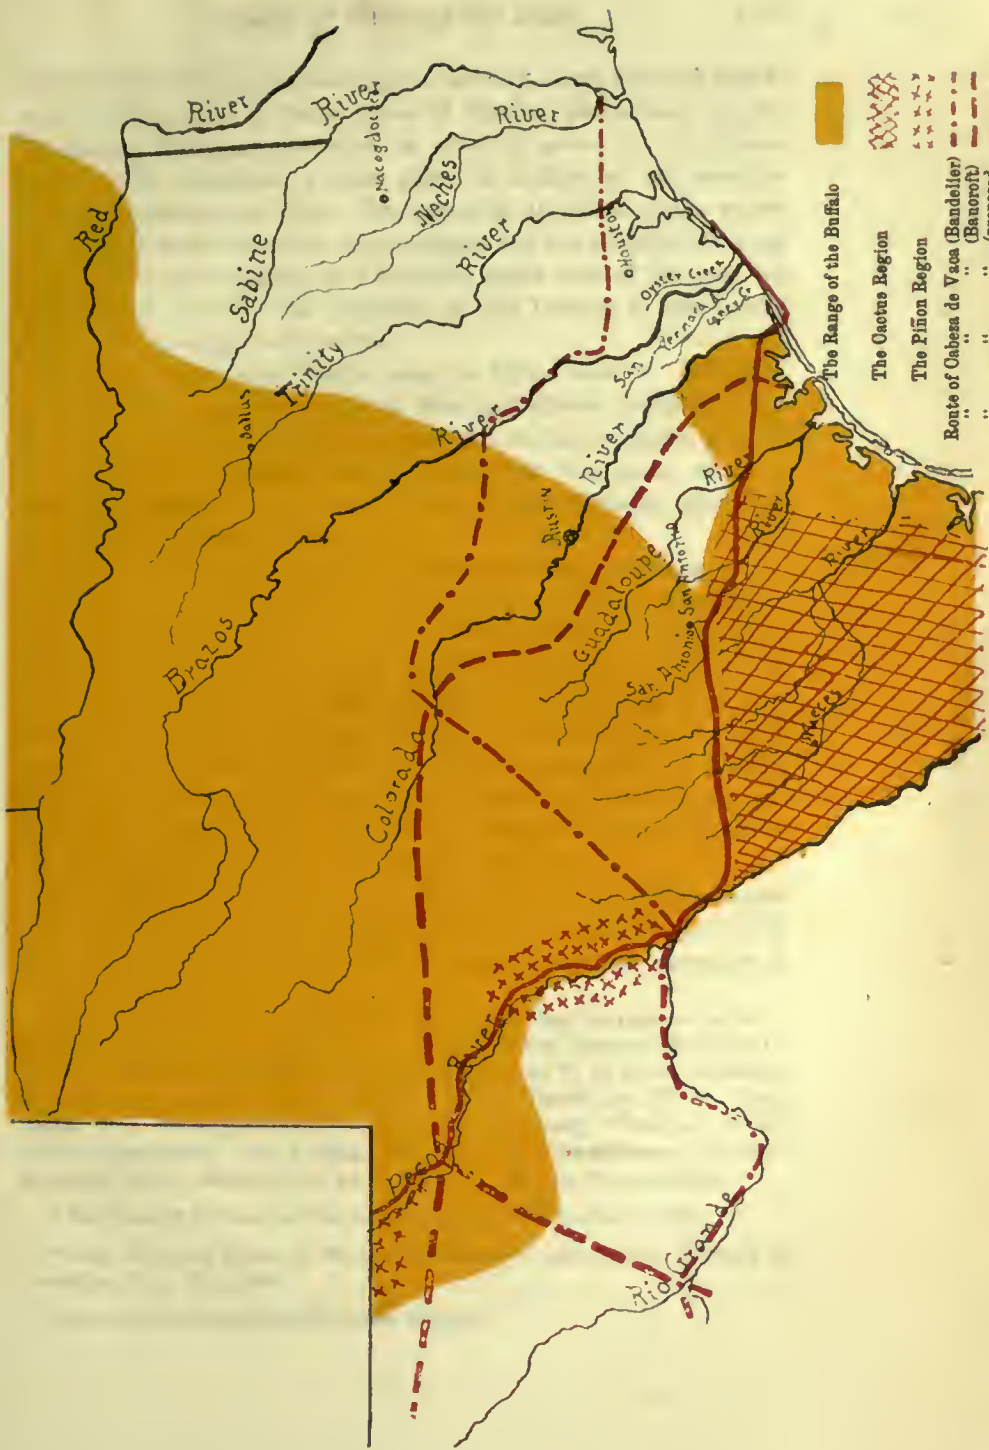 Red
River
River
Sabine
Nacogdoches
Neches
River
River
Trinity
Dallus
Houston
Oyster Creek
San Bernard R.
Caney Cr.
River
Brazos
River
Austin
Colorado
River
Guadaloupe
San Antonio
San Antonio
River
River
Nueces
River
Pecos
Rio Grande
The Range of the Buffalo
The Cactus Region
The Piñon Region
Route of Cabeza de Vaca (Bandelier)
" " " (Bancroft)
" "